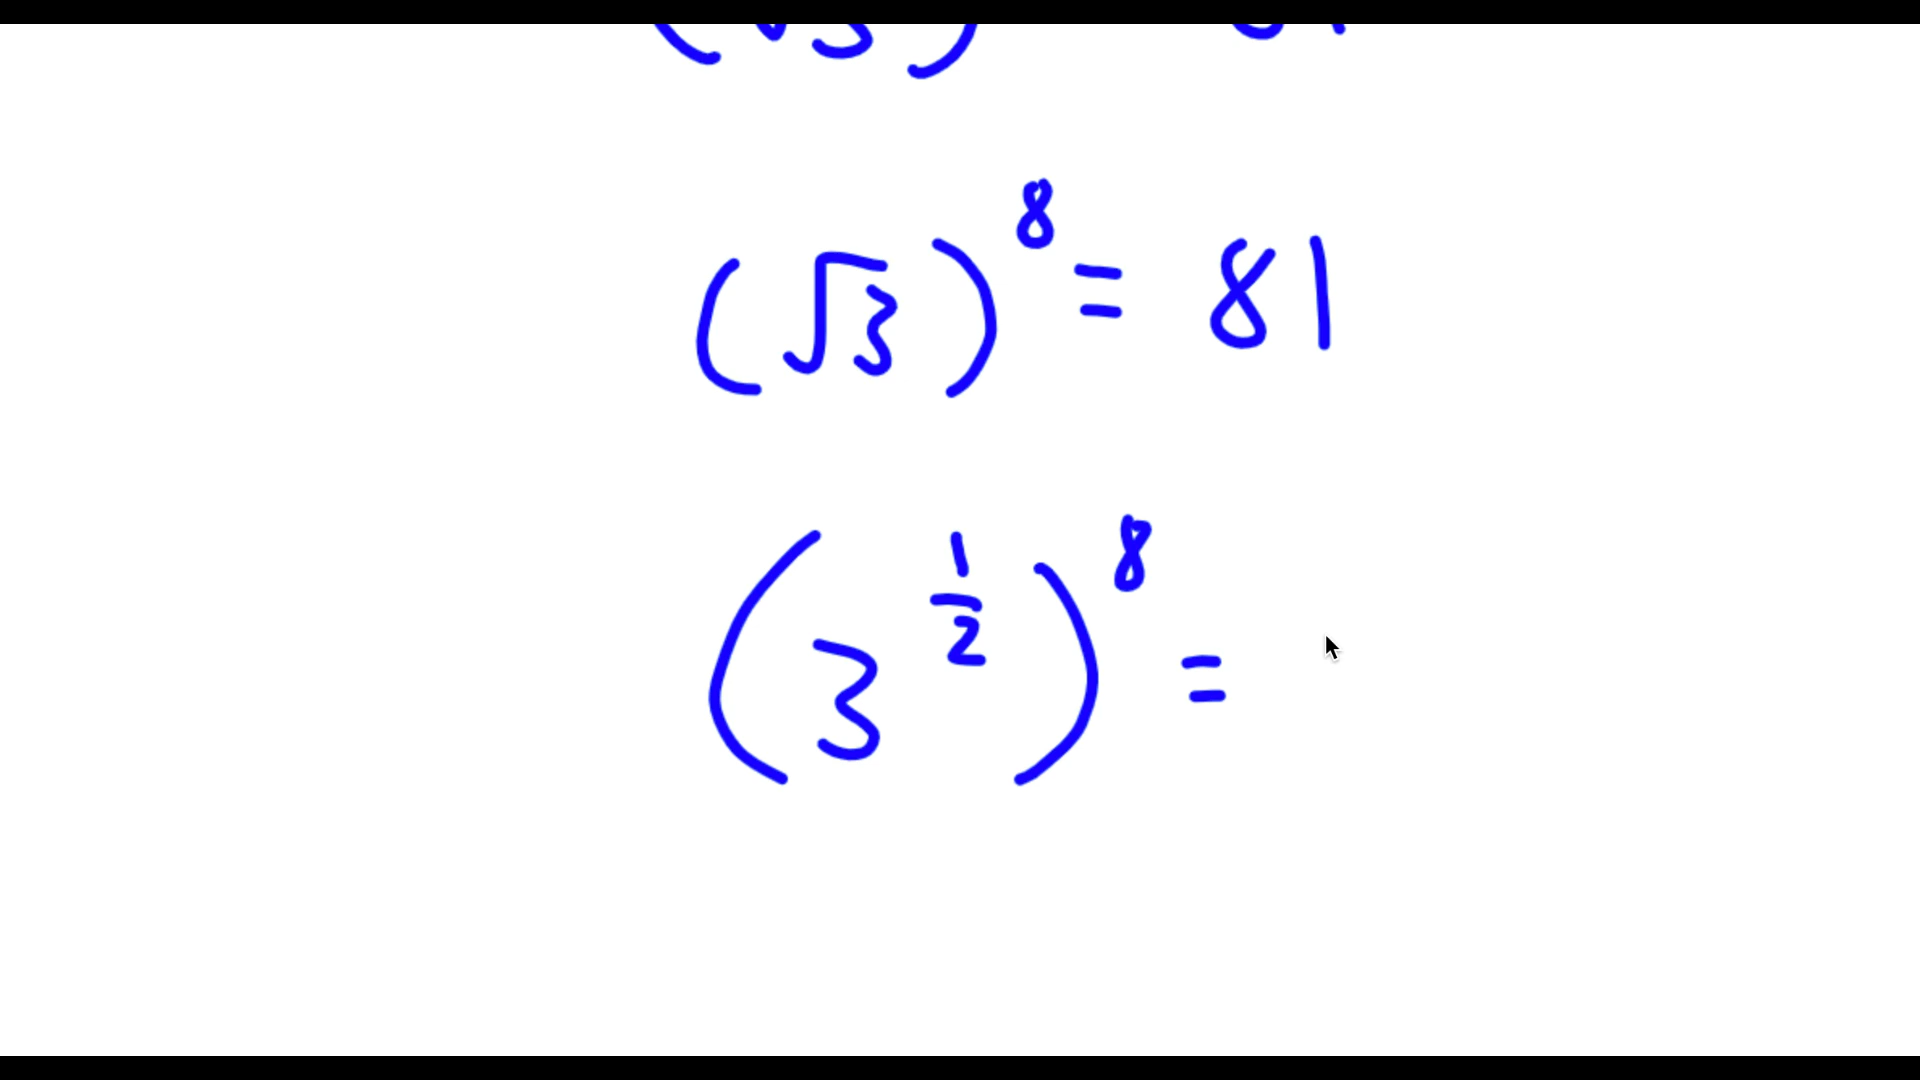 (√3)⁸ = 81
(3^(1/2))⁸ =